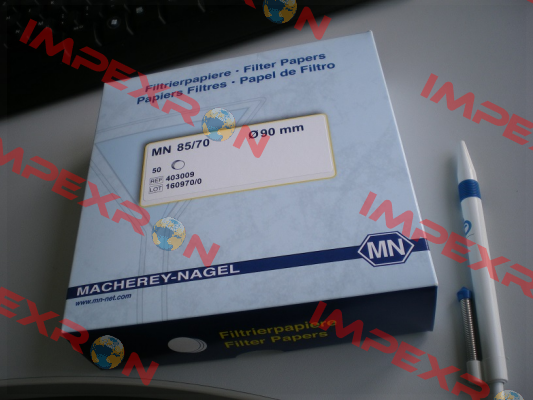 Filtrierpapiere · Filter Papers
Papiers Filtres · Papel de Filtro
MN 85/70 Ø 90 mm
50
REF 403009
LOT 160970/0
MN
MACHEREY-NAGEL
www.mn-net.com
Filtrierpapiere
Filter Papers
IMPEXRON
IMPEXRON
IMPEXRON
IMPEXRON
IMPEXRON
IMPEXRON